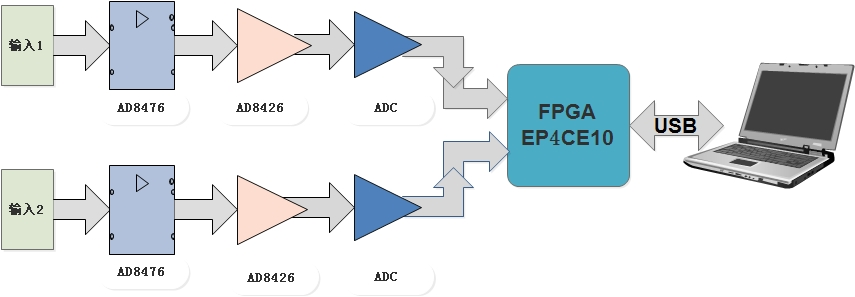 输入1
AD8476
AD8426
ADC
FPGA
EP4CE10
USB
输入2
AD8476
AD8426
ADC